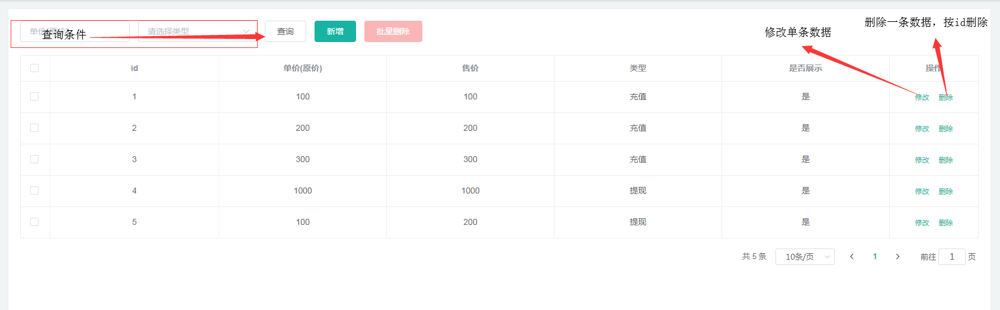 删除一条数据，按id删除
修改单条数据
单价(原价) 请选择类型 查询 新增 批量删除
查询条件
id 单价(原价) 售价 类型 是否展示 操作
1 100 100 充值 是 修改 删除
2 200 200 充值 是 修改 删除
3 300 300 充值 是 修改 删除
4 1000 1000 提现 是 修改 删除
5 100 200 提现 是 修改 删除
共 5 条 10条/页 1 前往 1 页